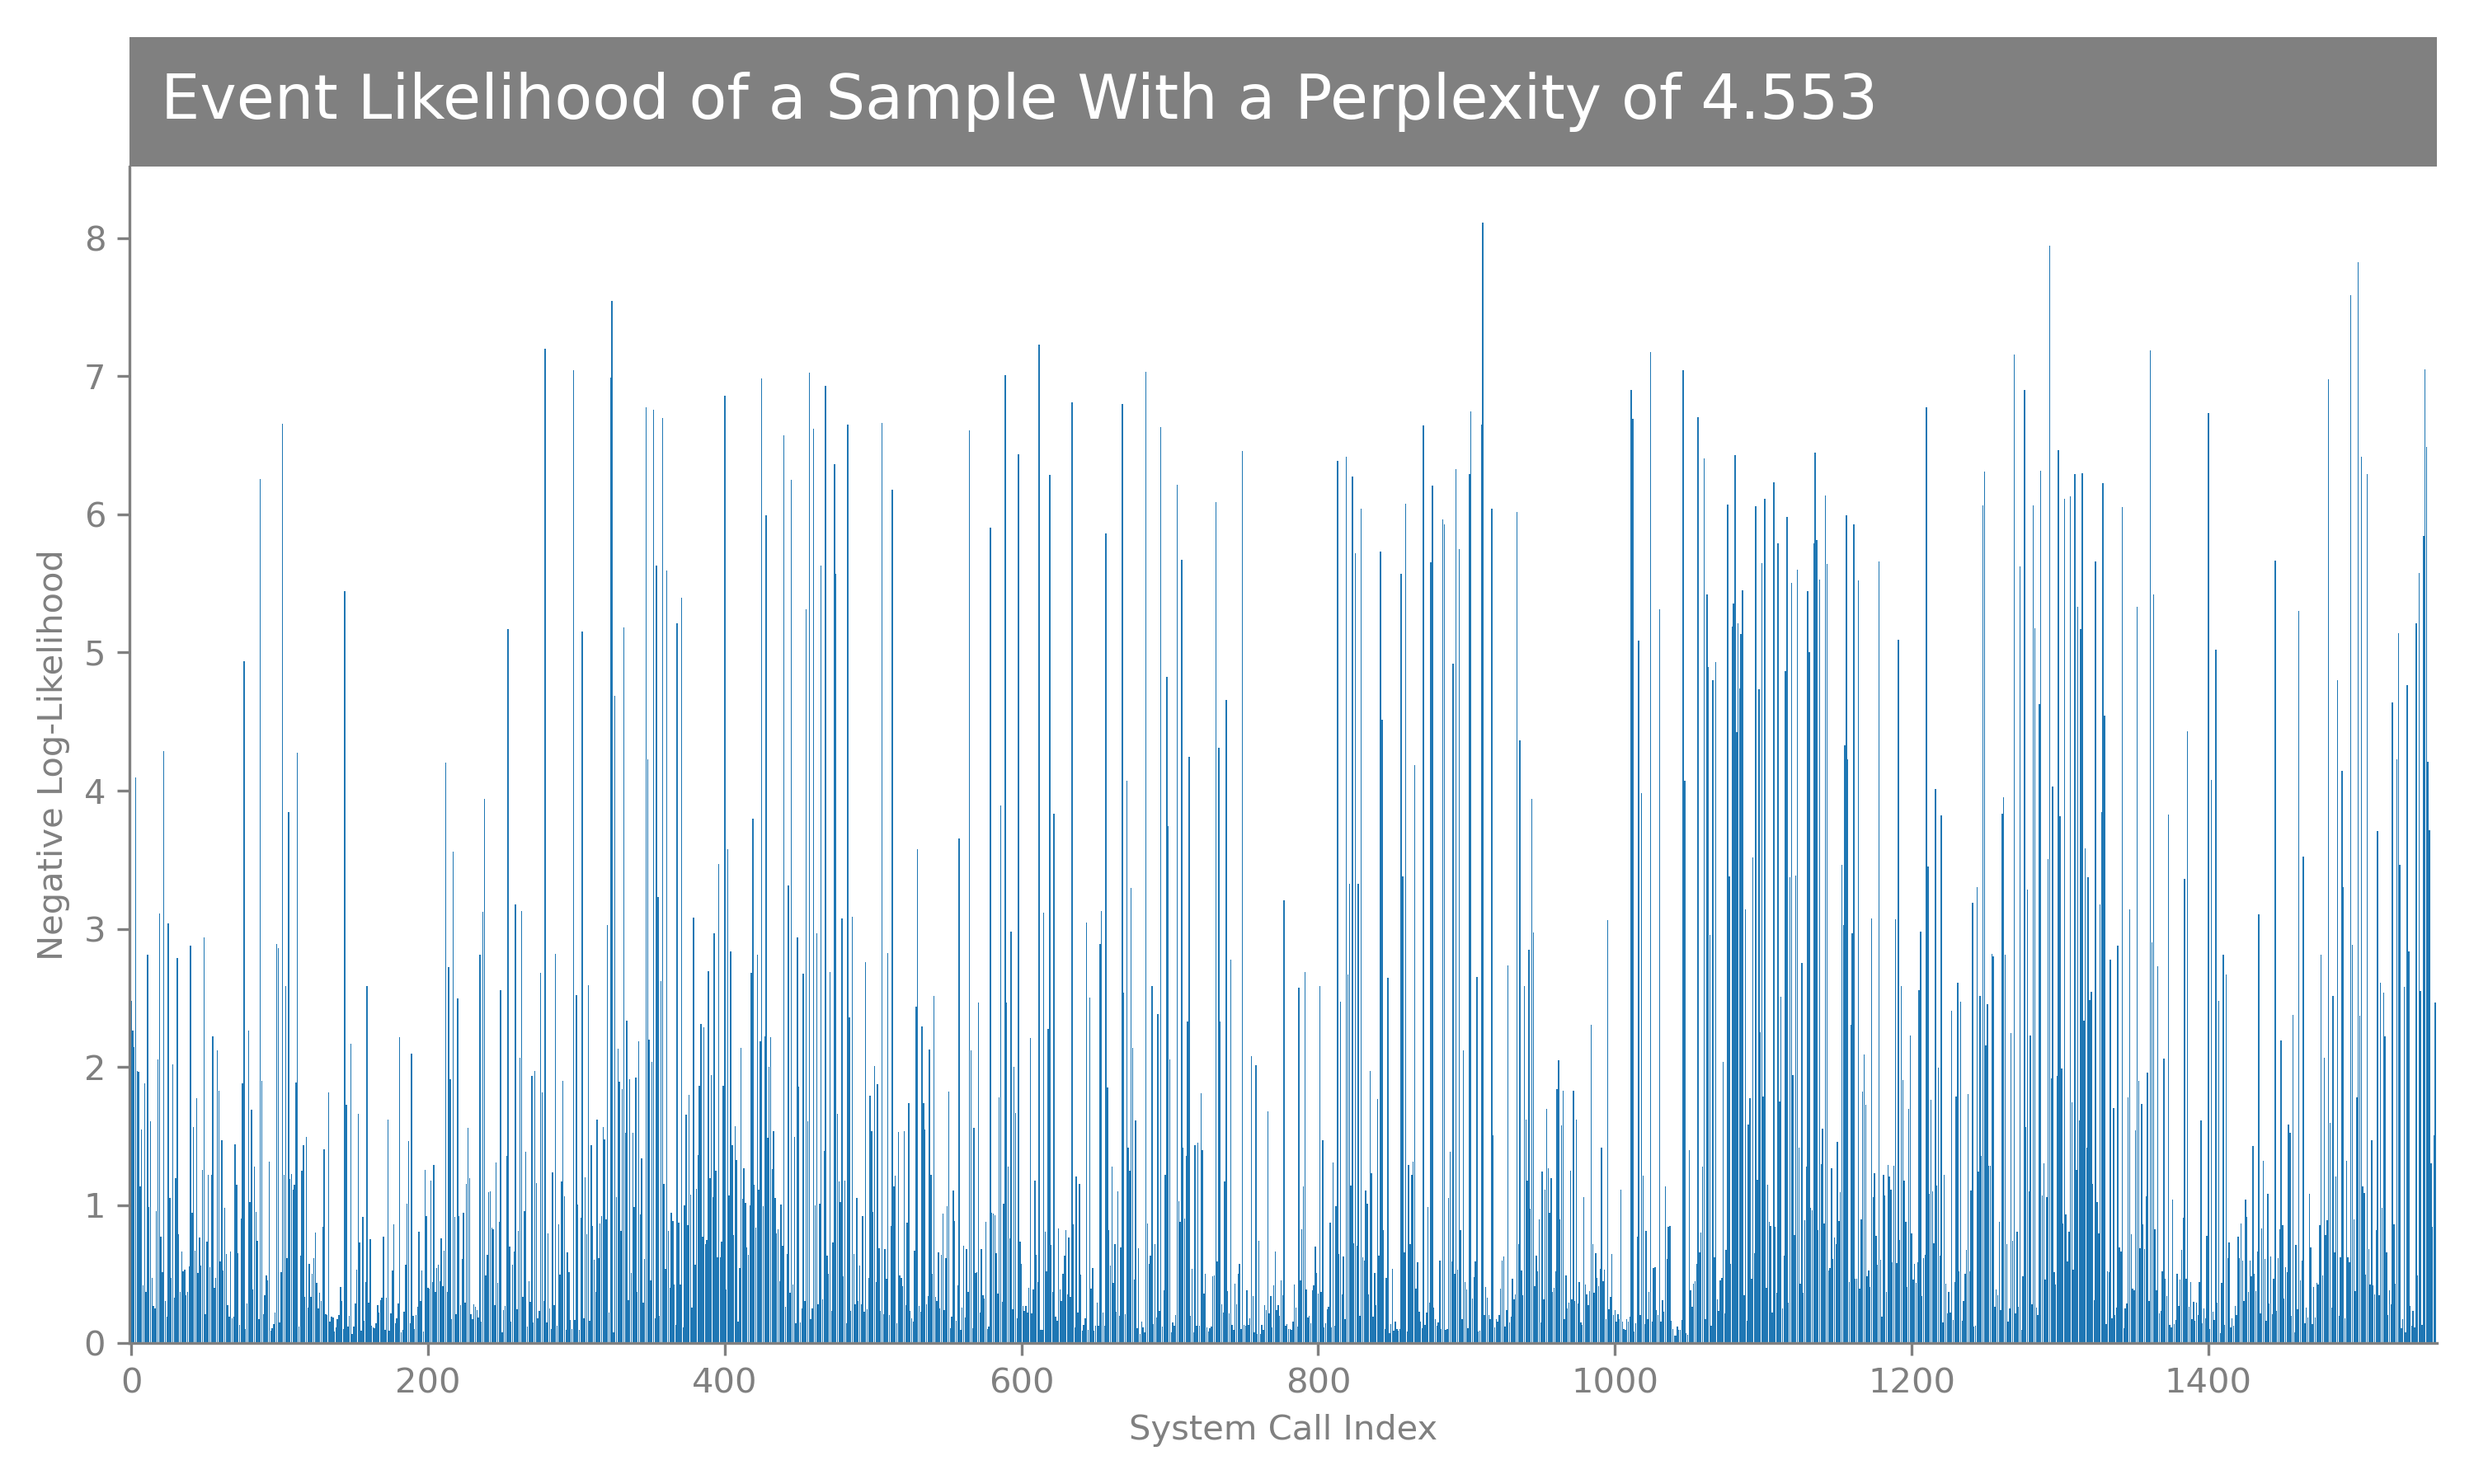 Event Likelihood of a Sample With a Perplexity of 4.553
8
7
6
5
4
3
2
1
0
Negative Log-Likelihood
0 200 400 600 800 1000 1200 1400
System Call Index